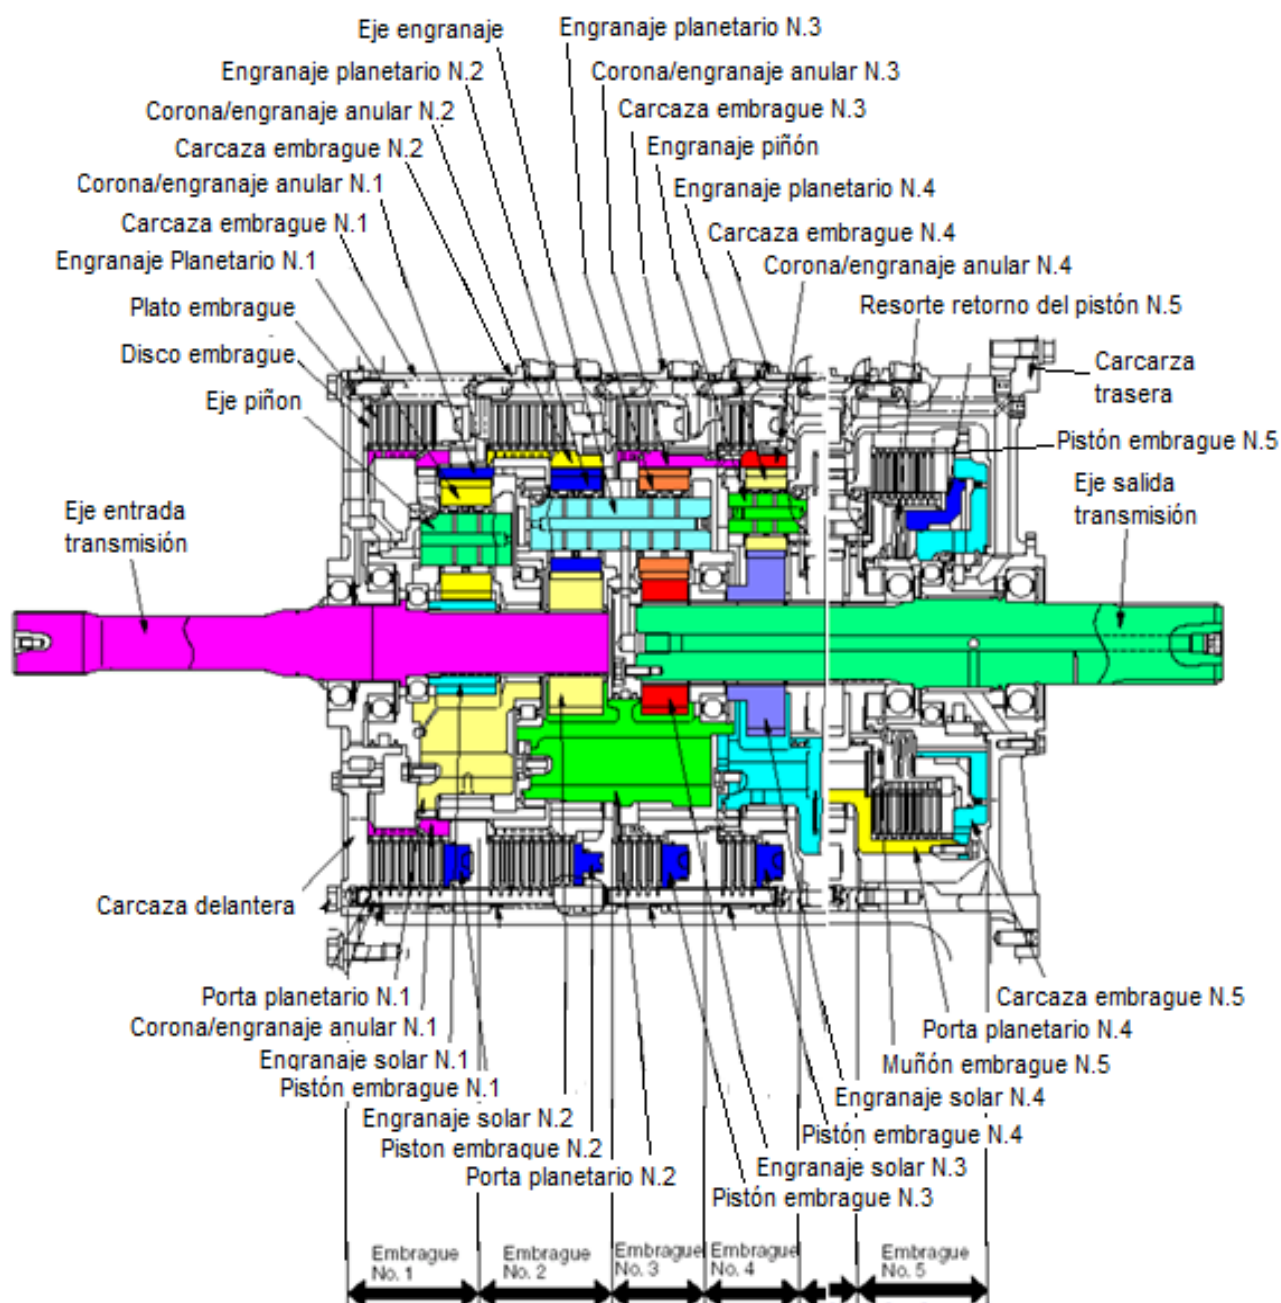 Eje engranaje
Engranaje planetario N.3
Engranaje planetario N.2
Corona/engranaje anular N.3
Corona/engranaje anular N.2
Carcaza embrague N.3
Carcaza embrague N.2
Engranaje piñón
Corona/engranaje anular N.1
Engranaje planetario N.4
Carcaza embrague N.1
Carcaza embrague N.4
Engranaje Planetario N.1
Corona/engranaje anular N.4
Plato embrague
Resorte retorno del pistón N.5
Disco embrague
Carcarza
trasera
Eje piñon
Pistón embrague N.5
Eje entrada
transmisión
Eje salida
transmisión
Carcaza delantera
Porta planetario N.1
Carcaza embrague N.5
Corona/engranaje anular N.1
Porta planetario N.4
Engranaje solar N.1
Muñón embrague N.5
Pistón embrague N.1
Engranaje solar N.4
Engranaje solar N.2
Pistón embrague N.4
Piston embrague N.2
Engranaje solar N.3
Porta planetario N.2
Pistón embrague N.3
Embrague
No. 1
Embrague
No. 2
Embrague
No. 3
Embrague
No. 4
Embrague
No. 5